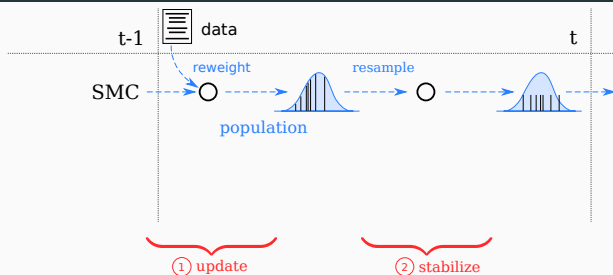 data
t-1
t
reweight
resample
SMC
population
1 update
2 stabilize